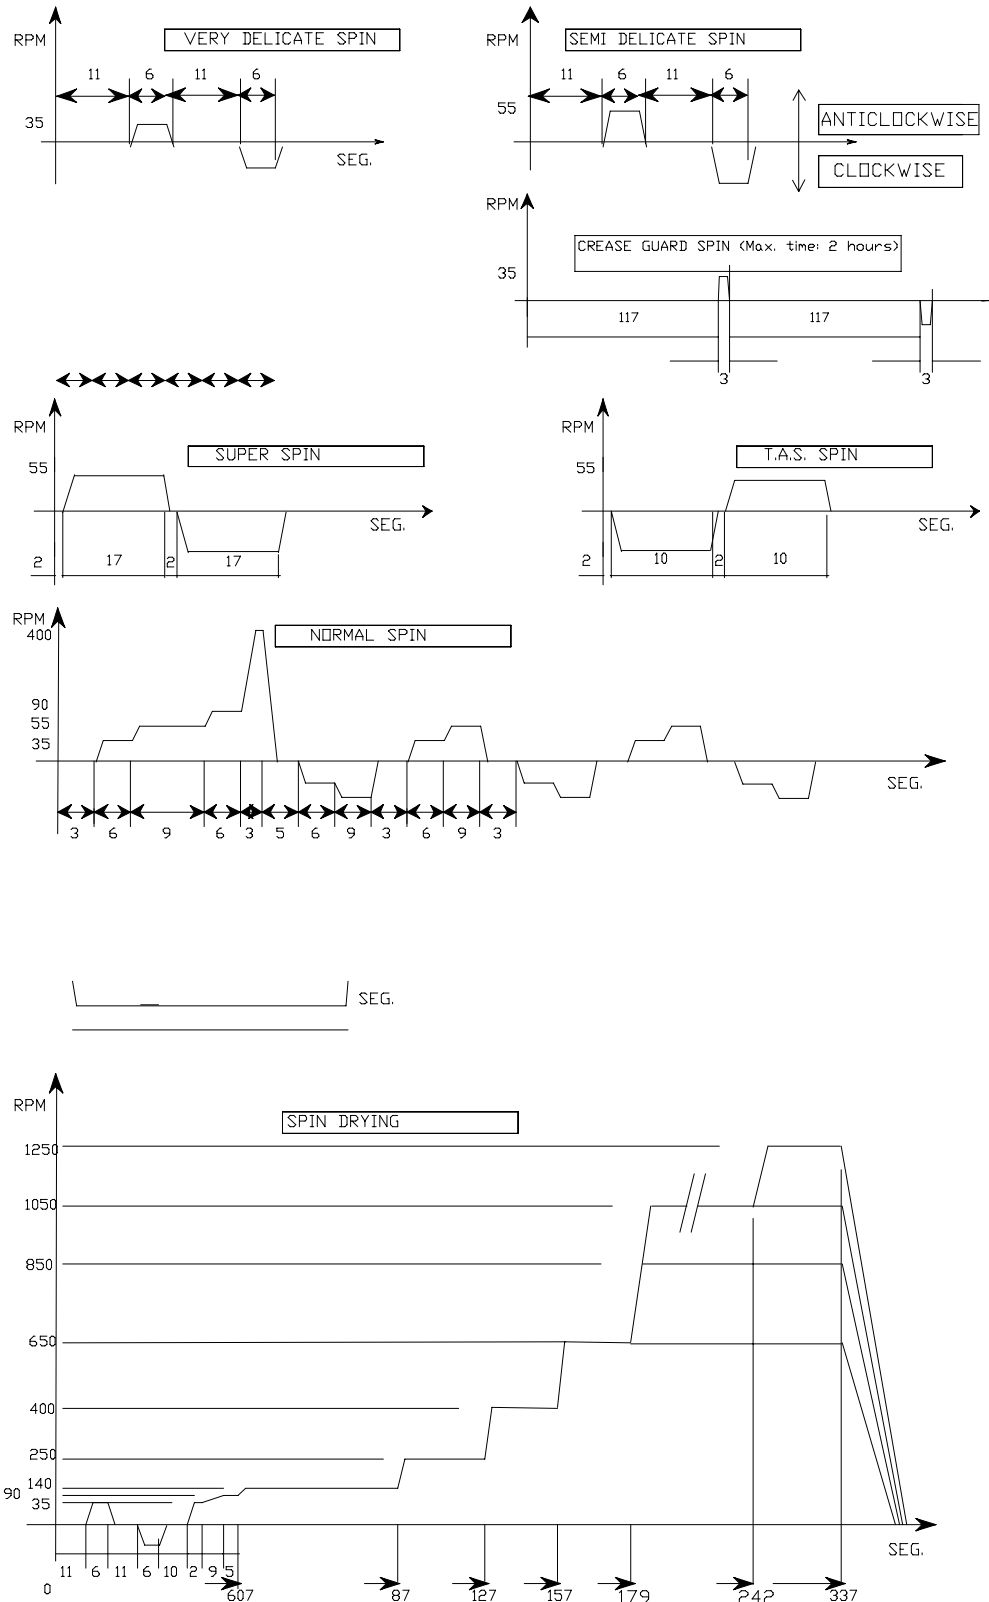 RPM
VERY DELICATE SPIN
11 6 11 6
35
SEG.
RPM
SEMI DELICATE SPIN
11 6 11 6
55
ANTICLOCKWISE
CLOCKWISE
RPM
CREASE GUARD SPIN (Max. time: 2 hours)
35
117 117
3 3
RPM
SUPER SPIN
55
SEG.
2 17 2 17
RPM
T.A.S. SPIN
55
SEG.
2 10 2 10
RPM
400
NORMAL SPIN
90
55
35
SEG.
3 6 9 6 3 5 6 9 3 6 9 3
SEG.
RPM
SPIN DRYING
1250
1050
850
650
400
250
140
90
35
SEG.
11 6 11 6 10 2 9 5
0 607 87 127 157 179 242 337